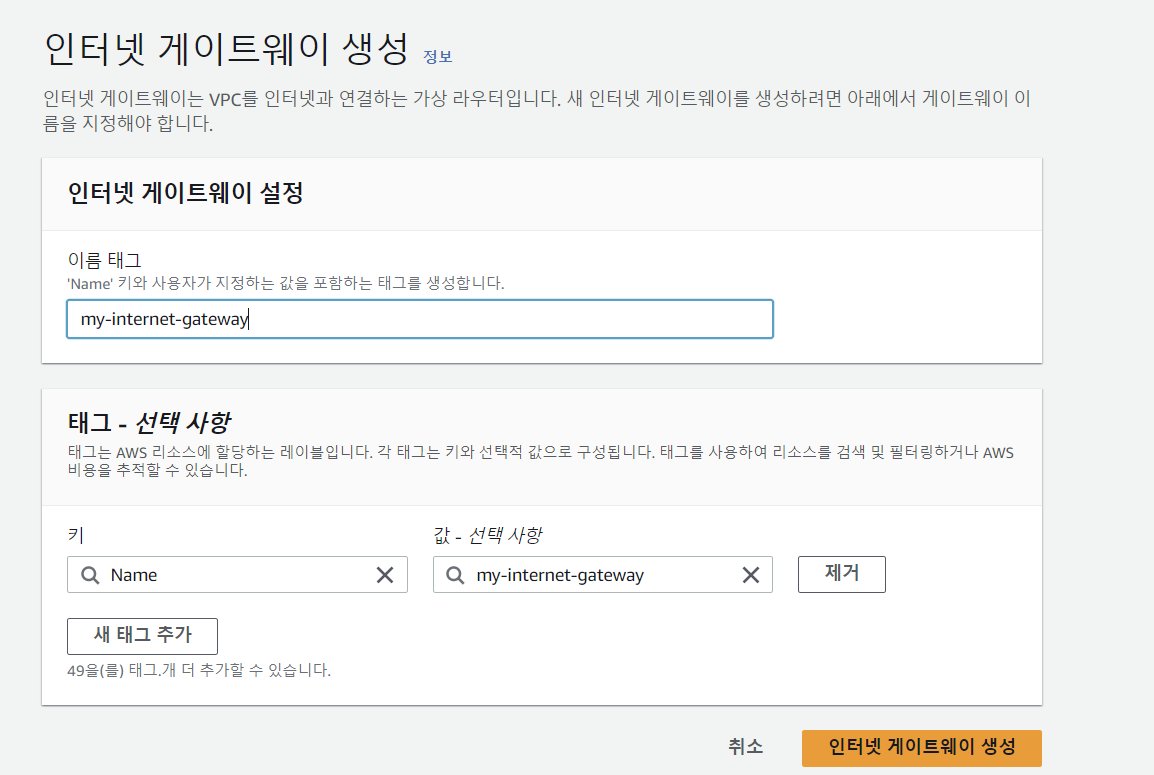 인터넷 게이트웨이 생성 정보
인터넷 게이트웨이는 VPC를 인터넷과 연결하는 가상 라우터입니다. 새 인터넷 게이트웨이를 생성하려면 아래에서 게이트웨이 이
름을 지정해야 합니다.
인터넷 게이트웨이 설정
이름 태그
'Name' 키와 사용자가 지정하는 값을 포함하는 태그를 생성합니다.
my-internet-gateway
태그 - 선택 사항
태그는 AWS 리소스에 할당하는 레이블입니다. 각 태그는 키와 선택적 값으로 구성됩니다. 태그를 사용하여 리소스를 검색 및 필터링하거나 AWS
비용을 추적할 수 있습니다.
키 값 - 선택 사항
Name my-internet-gateway 제거
새 태그 추가
49을(를) 태그.개 더 추가할 수 있습니다.
취소 인터넷 게이트웨이 생성